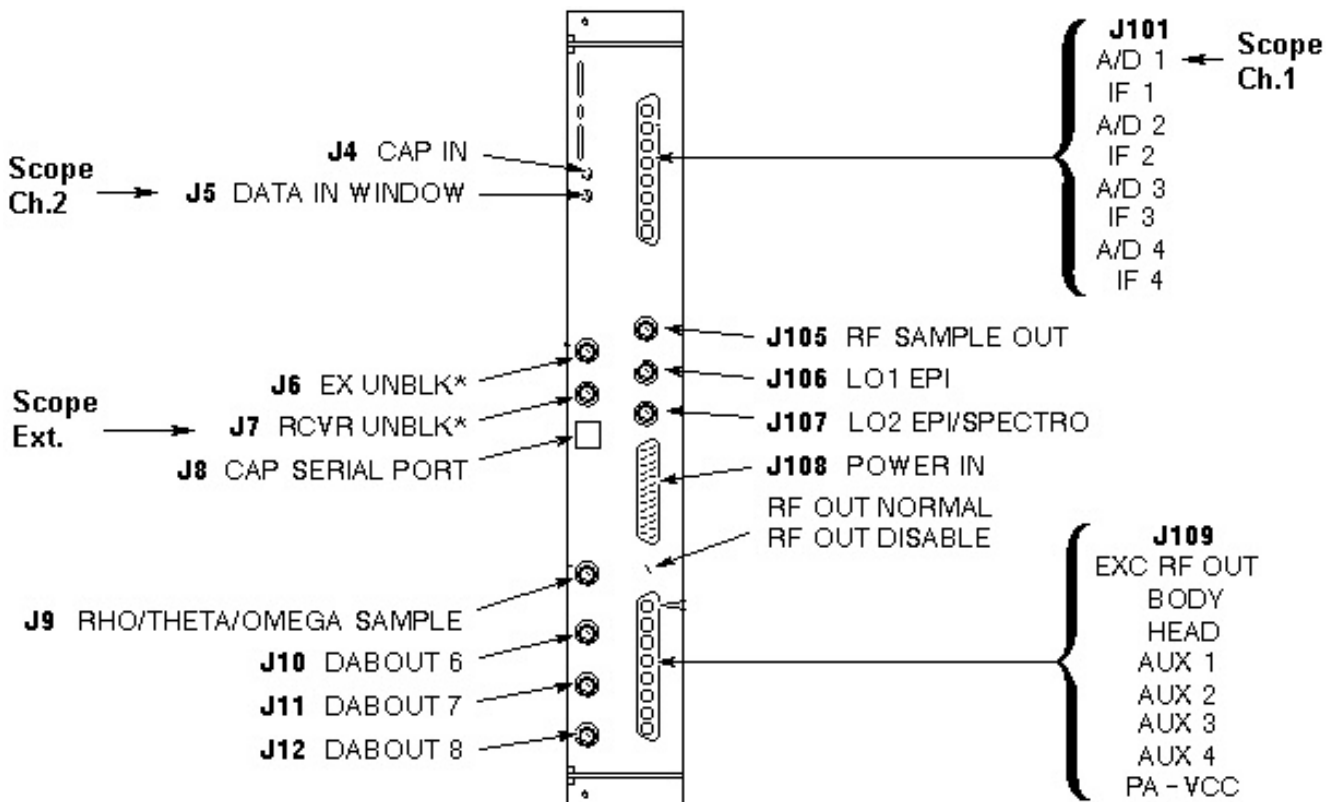 Scope
Ch.2
J4 CAP IN
J5 DATA IN WINDOW
Scope
Ext.
J6 EX UNBLK*
J7 RCVR UNBLK*
J8 CAP SERIAL PORT
J9 RHO/THETA/OMEGA SAMPLE
J10 DABOUT 6
J11 DABOUT 7
J12 DABOUT 8
J101
A/D 1
IF 1
A/D 2
IF 2
A/D 3
IF 3
A/D 4
IF 4
Scope
Ch.1
J105 RF SAMPLE OUT
J106 LO1 EPI
J107 LO2 EPI/SPECTRO
J108 POWER IN
RF OUT NORMAL
RF OUT DISABLE
J109
EXC RF OUT
BODY
HEAD
AUX 1
AUX 2
AUX 3
AUX 4
PA - VCC